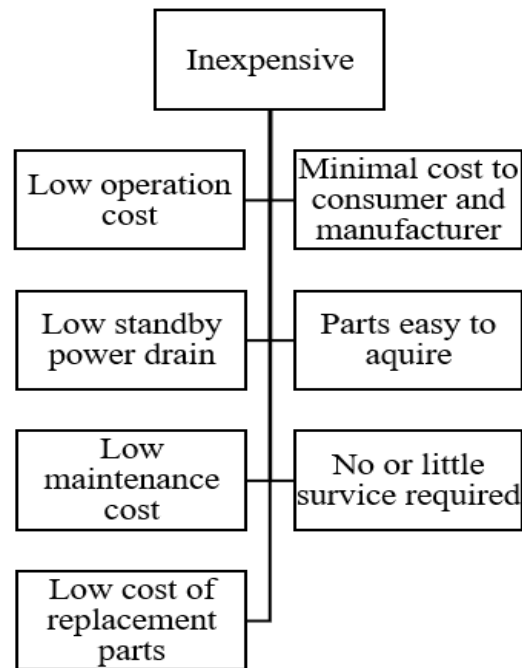 Inexpensive
Low operation
cost
Minimal cost to
consumer and
manufacturer
Low standby
power drain
Parts easy to
aquire
Low
maintenance
cost
No or little
survice required
Low cost of
replacement
parts